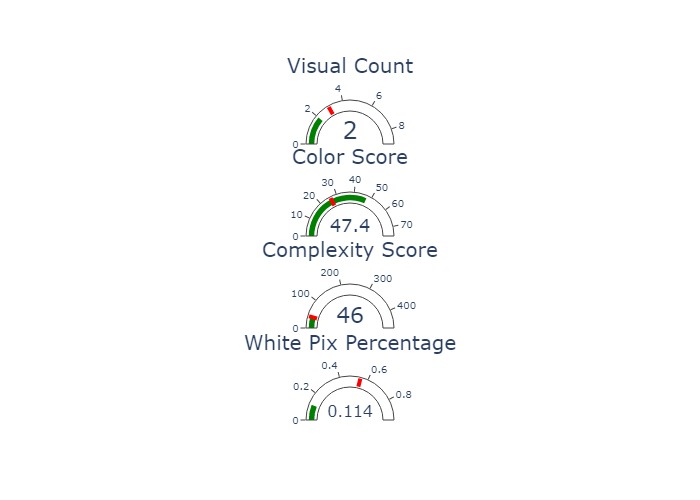 Visual Count
0 2 4 6 8
2
Color Score
0 10 20 30 40 50 60 70
47.4
Complexity Score
0 100 200 300 400
46
White Pix Percentage
0 0.2 0.4 0.6 0.8
0.114